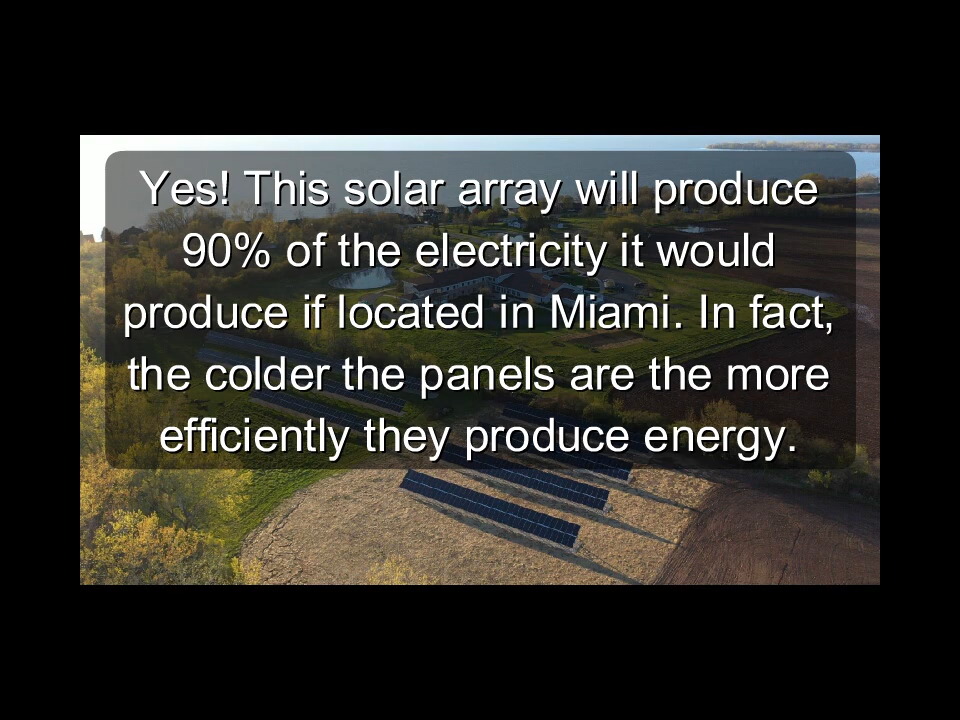 Yes! This solar array will produce
90% of the electricity it would
produce if located in Miami. In fact,
the colder the panels are the more
efficiently they produce energy.